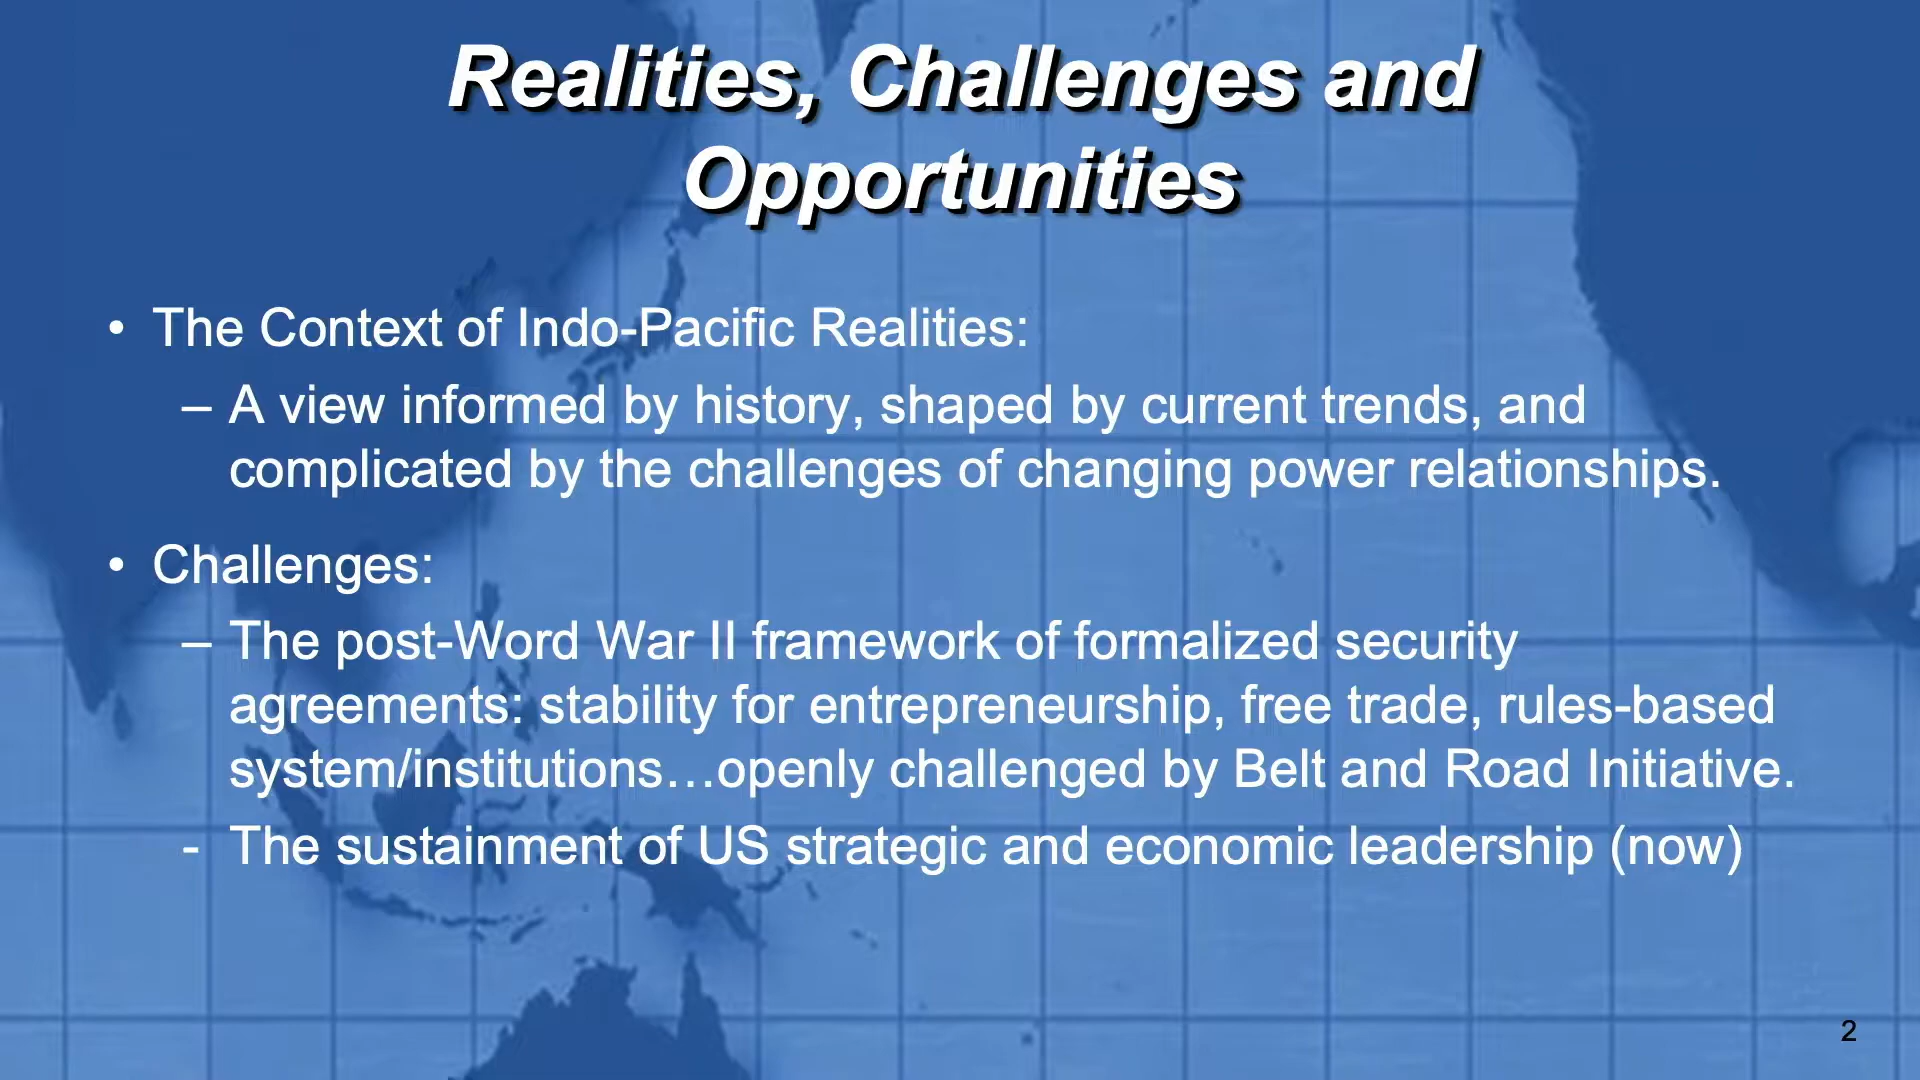 Realities, Challenges and
Opportunities
• The Context of Indo-Pacific Realities:
– A view informed by history, shaped by current trends, and
complicated by the challenges of changing power relationships.
• Challenges:
– The post-Word War II framework of formalized security
agreements: stability for entrepreneurship, free trade, rules-based
system/institutions…openly challenged by Belt and Road Initiative.
- The sustainment of US strategic and economic leadership (now)
2